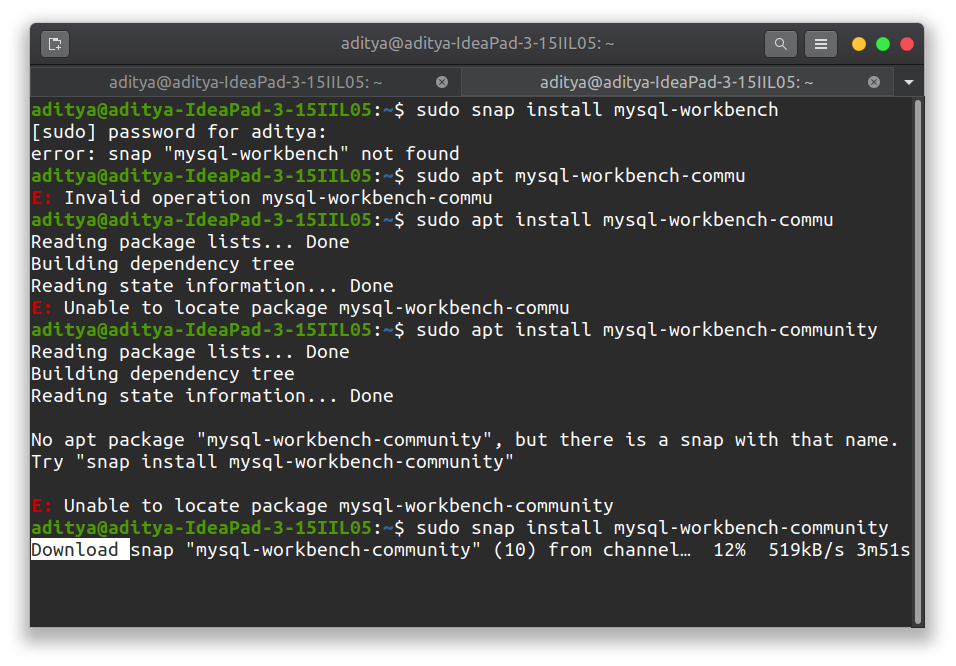 aditya@aditya-IdeaPad-3-15IIL05: ~
aditya@aditya-IdeaPad-3-15IIL05: ~
aditya@aditya-IdeaPad-3-15IIL05: ~
aditya@aditya-IdeaPad-3-15IIL05:~$ sudo snap install mysql-workbench
[sudo] password for aditya:
error: snap "mysql-workbench" not found
aditya@aditya-IdeaPad-3-15IIL05:~$ sudo apt mysql-workbench-commu
E: Invalid operation mysql-workbench-commu
aditya@aditya-IdeaPad-3-15IIL05:~$ sudo apt install mysql-workbench-commu
Reading package lists... Done
Building dependency tree
Reading state information... Done
E: Unable to locate package mysql-workbench-commu
aditya@aditya-IdeaPad-3-15IIL05:~$ sudo apt install mysql-workbench-community
Reading package lists... Done
Building dependency tree
Reading state information... Done
No apt package "mysql-workbench-community", but there is a snap with that name.
Try "snap install mysql-workbench-community"
E: Unable to locate package mysql-workbench-community
aditya@aditya-IdeaPad-3-15IIL05:~$ sudo snap install mysql-workbench-community
Download snap "mysql-workbench-community" (10) from channel… 12% 519kB/s 3m51s